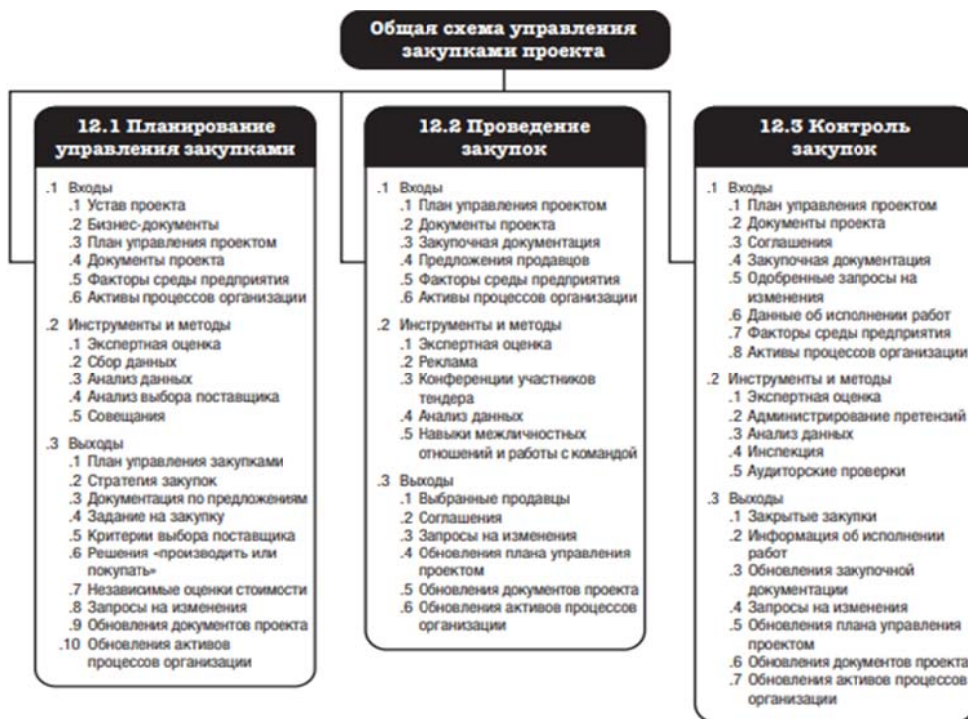 Общая схема управления
закупками проекта
12.1 Планирование
управления закупками
.1 Входы
.1 Устав проекта
.2 Бизнес-документы
.3 План управления проектом
.4 Документы проекта
.5 Факторы среды предприятия
.6 Активы процессов организации
.2 Инструменты и методы
.1 Экспертная оценка
.2 Сбор данных
.3 Анализ данных
.4 Анализ выбора поставщика
.5 Совещания
.3 Выходы
.1 План управления закупками
.2 Стратегия закупок
.3 Документация по предложениям
.4 Задание на закупку
.5 Критерии выбора поставщика
.6 Решения «производить или
покупать»
.7 Независимые оценки стоимости
.8 Запросы на изменения
.9 Обновления документов проекта
.10 Обновления активов
процессов организации
12.2 Проведение
закупок
.1 Входы
.1 План управления проектом
.2 Документы проекта
.3 Закупочная документация
.4 Предложения продавцов
.5 Факторы среды предприятия
.6 Активы процессов организации
.2 Инструменты и методы
.1 Экспертная оценка
.2 Реклама
.3 Конференции участников
тендера
.4 Анализ данных
.5 Навыки межличностных
отношений и работы с командой
.3 Выходы
.1 Выбранные продавцы
.2 Соглашения
.3 Запросы на изменения
.4 Обновления плана управления
проектом
.5 Обновления документов проекта
.6 Обновления активов процессов
организации
12.3 Контроль
закупок
.1 Входы
.1 План управления проектом
.2 Документы проекта
.3 Соглашения
.4 Закупочная документация
.5 Одобренные запросы на
изменения
.6 Данные об исполнении работ
.7 Факторы среды предприятия
.8 Активы процессов организации
.2 Инструменты и методы
.1 Экспертная оценка
.2 Администрирование претензий
.3 Анализ данных
.4 Инспекция
.5 Аудиторские проверки
.3 Выходы
.1 Закрытые закупки
.2 Информация об исполнении
работ
.3 Обновления закупочной
документации
.4 Запросы на изменения
.5 Обновления плана управления
проектом
.6 Обновления документов проекта
.7 Обновления активов процессов
организации